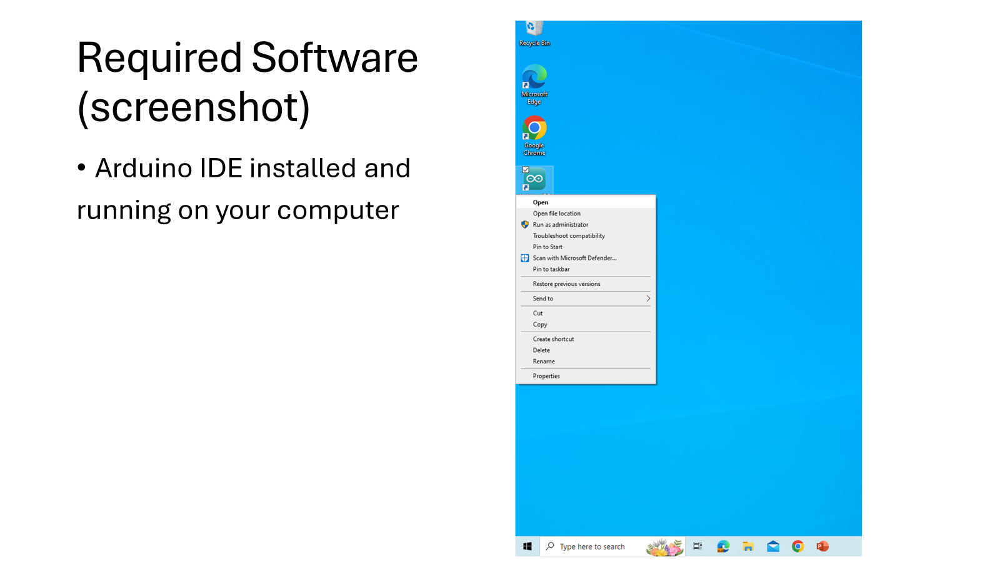 Required Software
(screenshot)
• Arduino IDE installed and
running on your computer
Recycle Bin
Microsoft
Edge
Google
Chrome
Open
Open file location
Run as administrator
Troubleshoot compatibility
Pin to Start
Scan with Microsoft Defender...
Pin to taskbar
Restore previous versions
Send to
Cut
Copy
Create shortcut
Delete
Rename
Properties
Type here to search